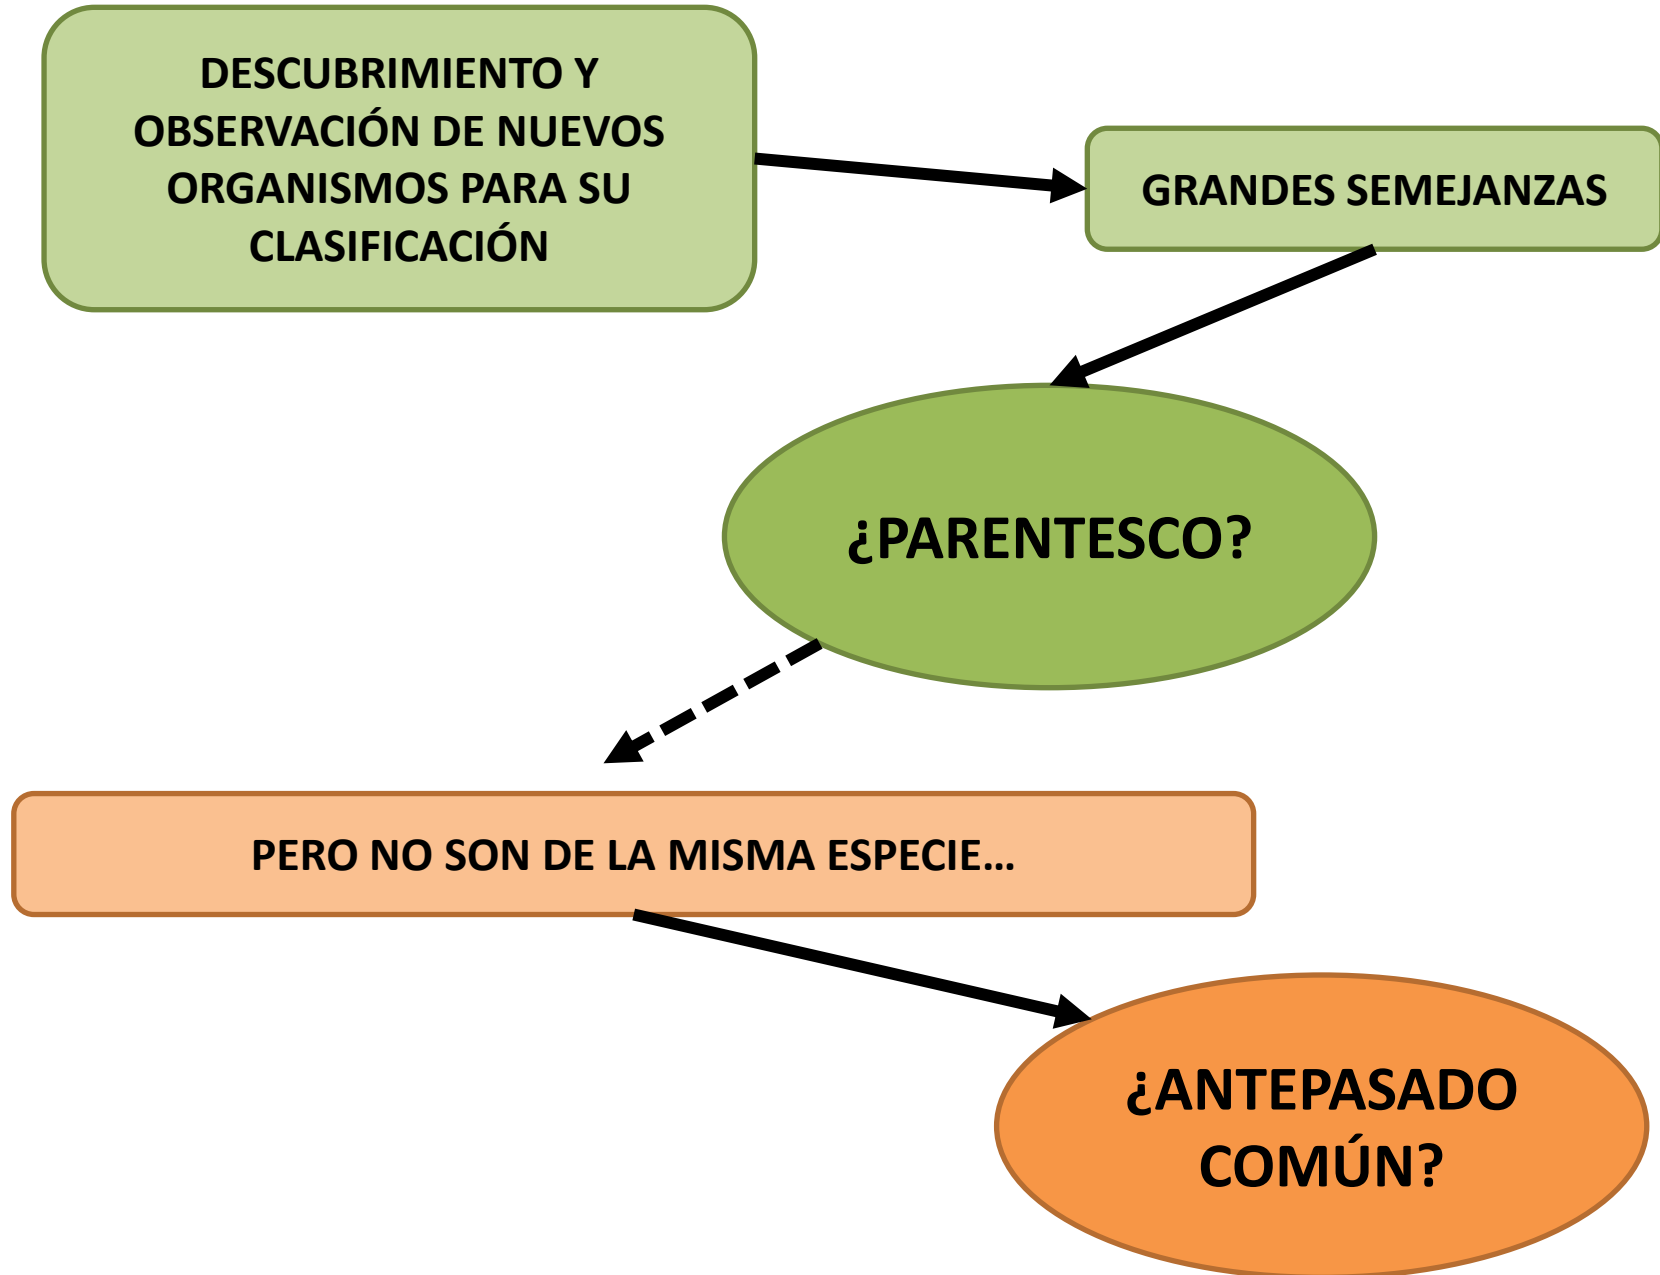 DESCUBRIMIENTO Y
OBSERVACIÓN DE NUEVOS
ORGANISMOS PARA SU
CLASIFICACIÓN
GRANDES SEMEJANZAS
¿PARENTESCO?
PERO NO SON DE LA MISMA ESPECIE…
¿ANTEPASADO
COMÚN?